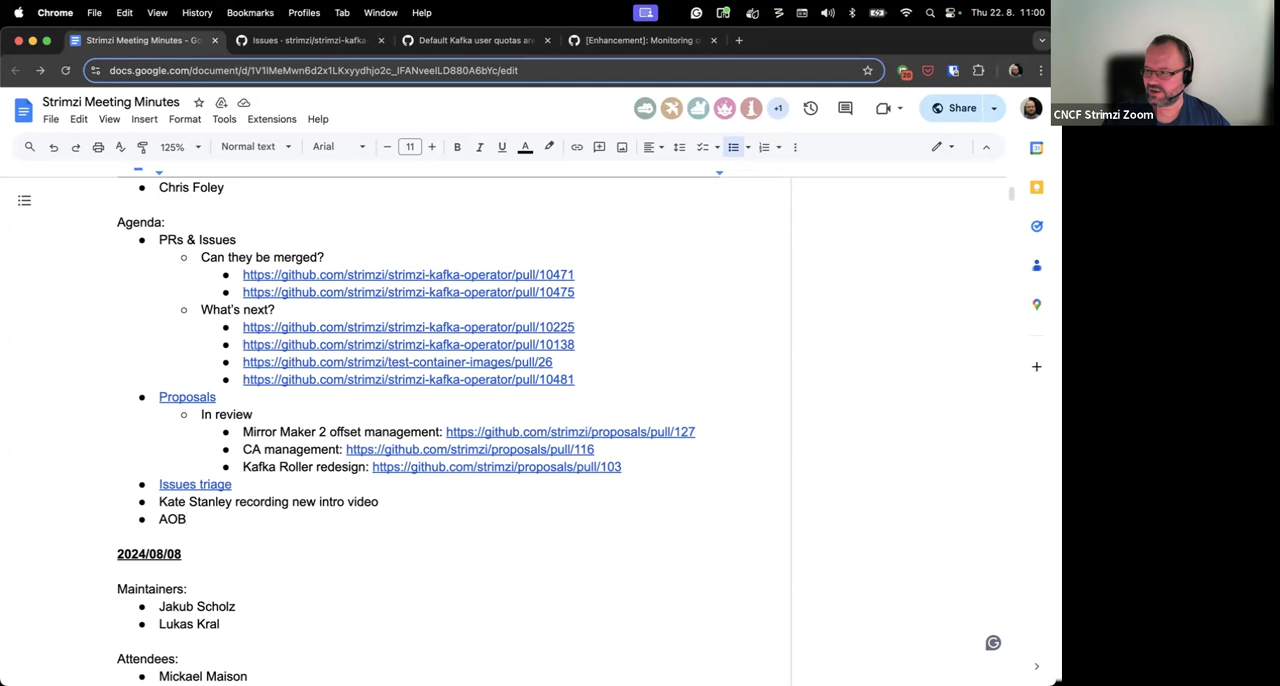 Chrome File Edit View History Bookmarks Profiles Tab Window Help Thu 22. 8. 11:00
Strimzi Meeting Minutes - Go Issues · strimzi/strimzi-kafka- Default Kafka user quotas are [Enhancement]: Monitoring o
docs.google.com/document/d/1V1lMeMwn6d2x1LKxyydhjo2c_lFANveelLD880A6bYc/edit
20
Strimzi Meeting Minutes
File Edit View Insert Format Tools Extensions Help
+1
Share
CNCF Strimzi Zoom
125% Normal text Arial 11 B I U A
Chris Foley
Agenda:
PRs & Issues
Can they be merged?
https://github.com/strimzi/strimzi-kafka-operator/pull/10471
https://github.com/strimzi/strimzi-kafka-operator/pull/10475
What's next?
https://github.com/strimzi/strimzi-kafka-operator/pull/10225
https://github.com/strimzi/strimzi-kafka-operator/pull/10138
https://github.com/strimzi/test-container-images/pull/26
https://github.com/strimzi/strimzi-kafka-operator/pull/10481
Proposals
In review
Mirror Maker 2 offset management: https://github.com/strimzi/proposals/pull/127
CA management: https://github.com/strimzi/proposals/pull/116
Kafka Roller redesign: https://github.com/strimzi/proposals/pull/103
Issues triage
Kate Stanley recording new intro video
AOB
2024/08/08
Maintainers:
Jakub Scholz
Lukas Kral
Attendees:
Mickael Maison